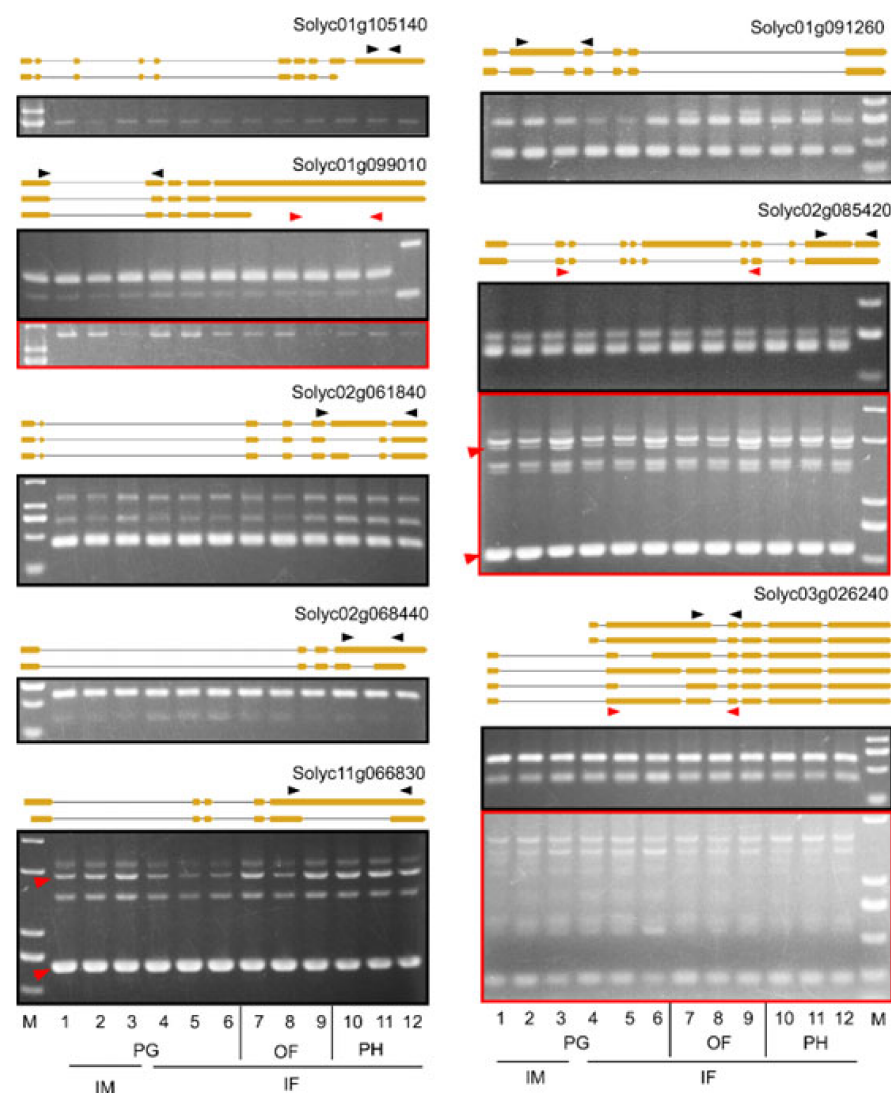 Solyc01g105140
Solyc01g099010
Solyc02g061840
Solyc02g068440
Solyc11g066830
M 1 2 3 4 5 6 7 8 9 10 11 12
PG OF PH
IM IF
Solyc01g091260
Solyc02g085420
Solyc03g026240
1 2 3 4 5 6 7 8 9 10 11 12 M
PG OF PH
IM IF